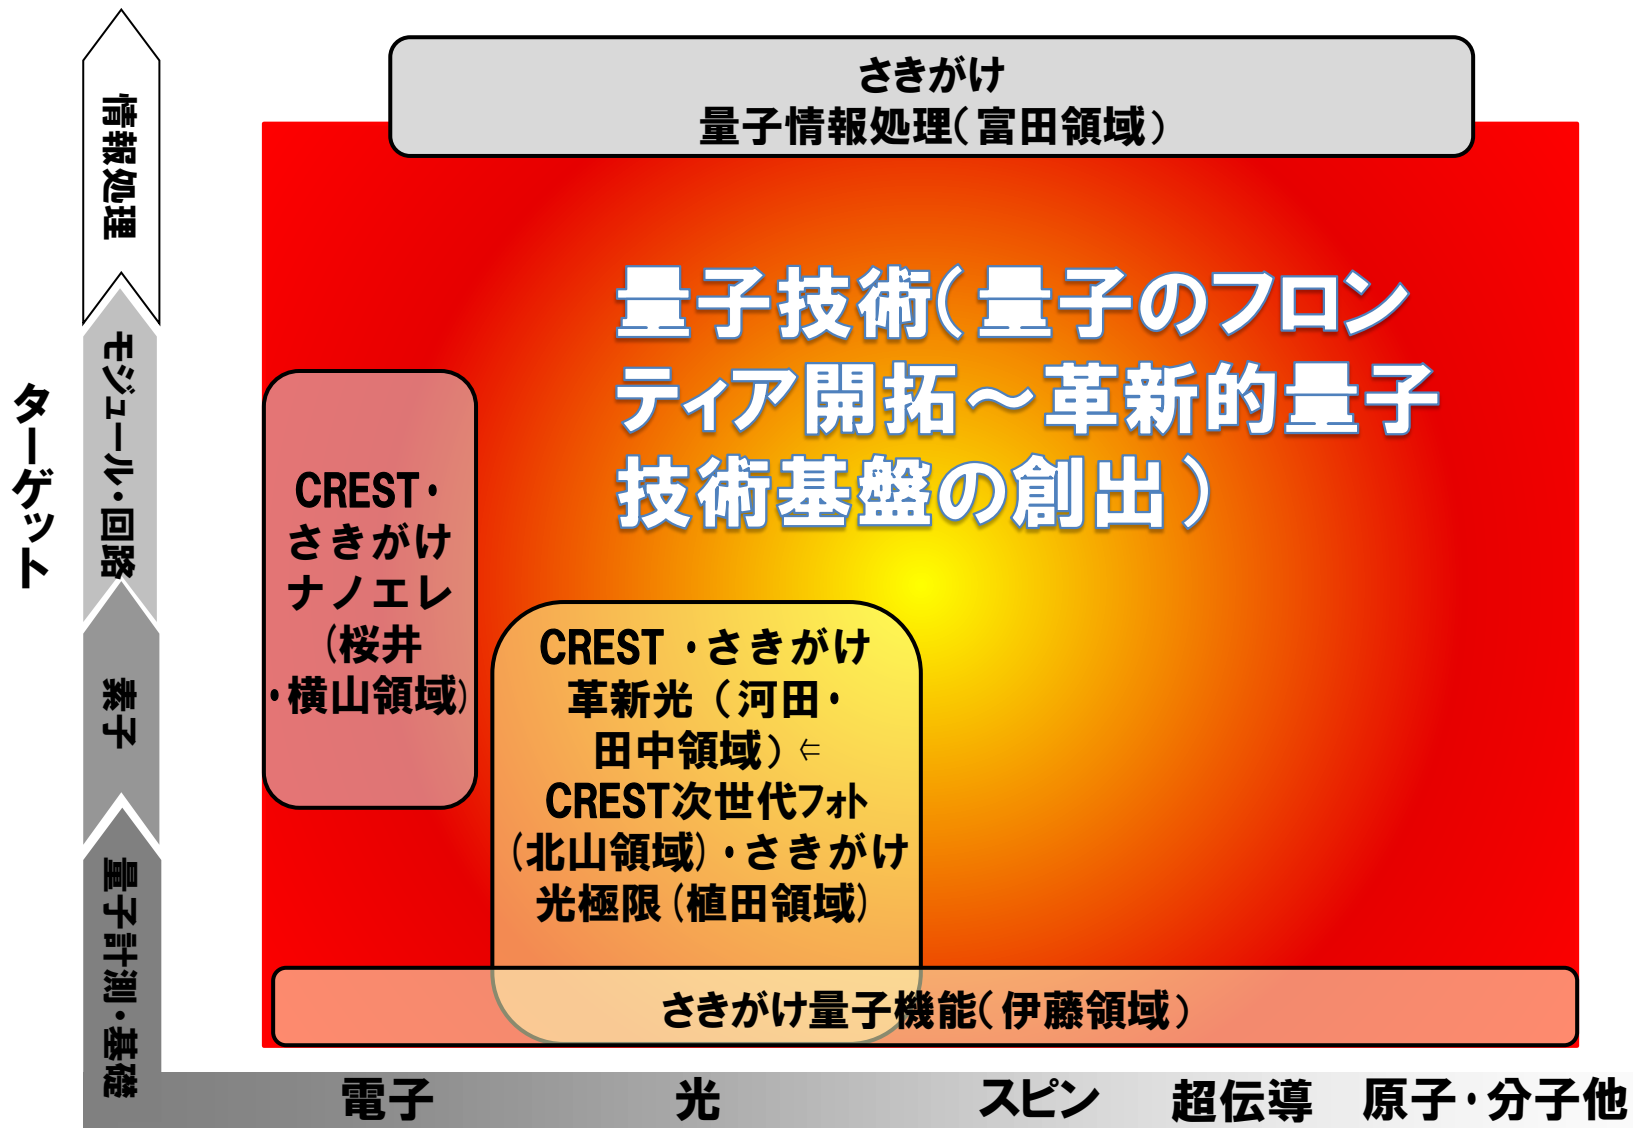 さきがけ
量子情報処理(富田領域)
情報処理
モジュール・回路
素子
量子計測・基礎
ターゲット
量子技術(量子のフロン
ティア開拓～革新的量子
技術基盤の創出)
CREST・
さきがけ
ナノエレ
(桜井
・横山領域)
CREST・さきがけ
革新光(河田・
田中領域)⇐
CREST次世代フォト
(北山領域)・さきがけ
光極限(植田領域)
さきがけ量子機能(伊藤領域)
電子 光 スピン 超伝導 原子・分子他